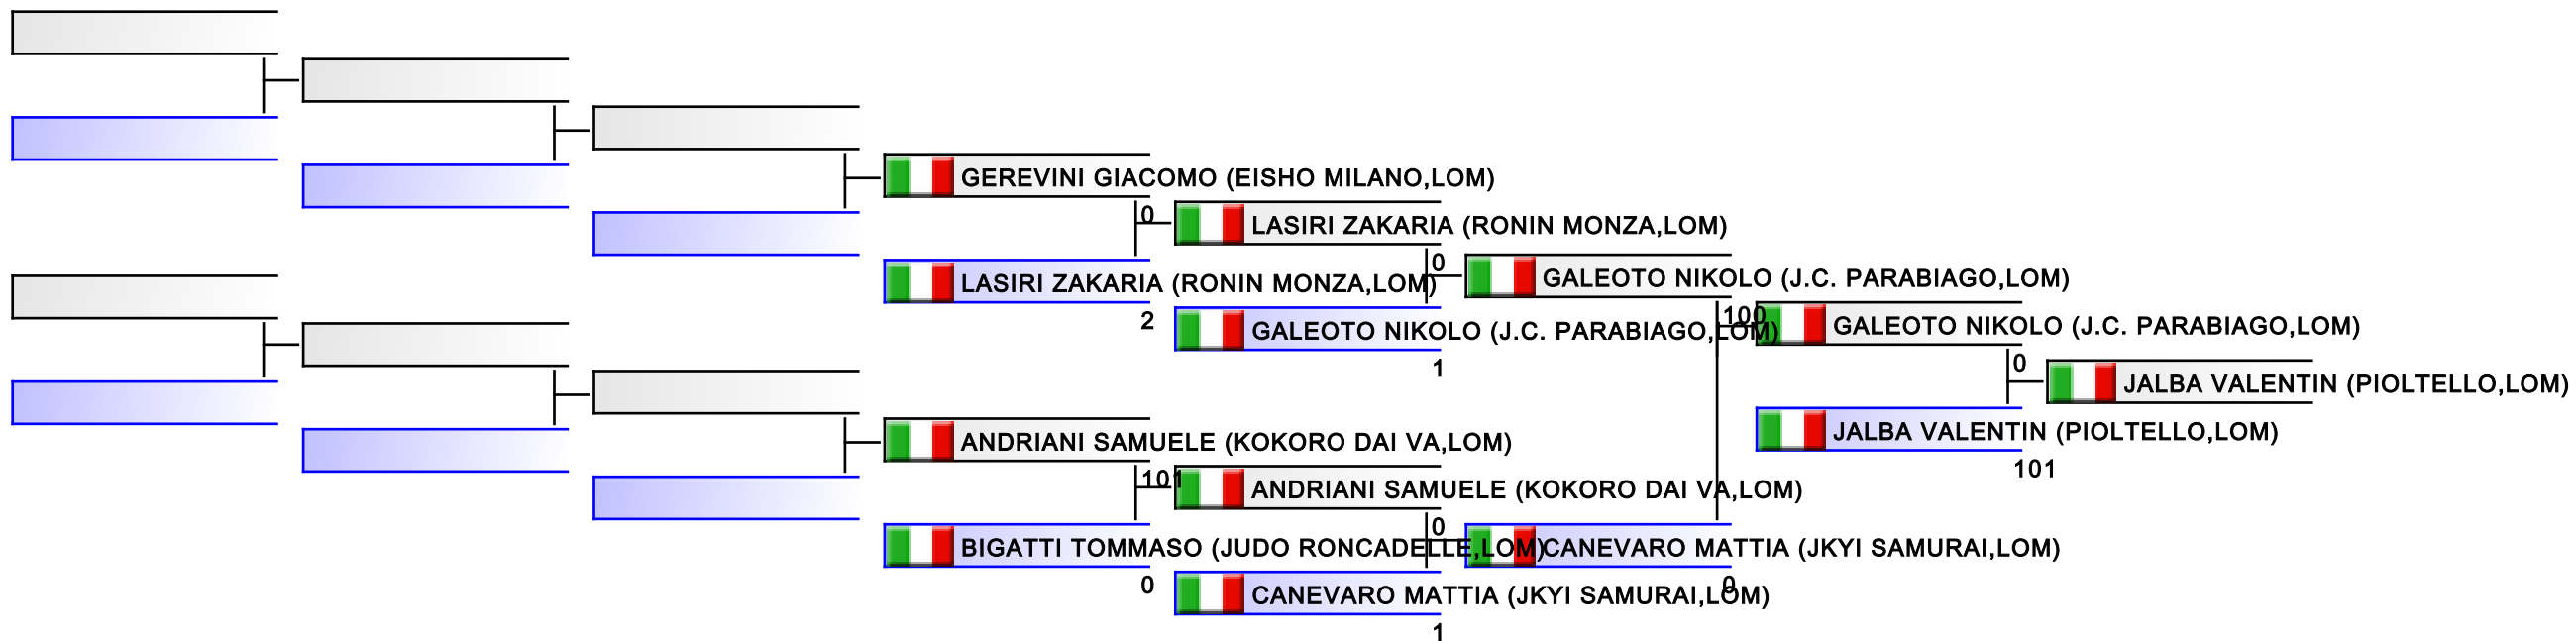 GEREVINI GIACOMO (EISHO MILANO,LOM)
0
LASIRI ZAKARIA (RONIN MONZA,LOM)
LASIRI ZAKARIA (RONIN MONZA,LOM)
2
0
GALEOTO NIKOLO (J.C. PARABIAGO,LOM)
GALEOTO NIKOLO (J.C. PARABIAGO,LOM)
1
100
GALEOTO NIKOLO (J.C. PARABIAGO,LOM)
0
JALBA VALENTIN (PIOLTELLO,LOM)
JALBA VALENTIN (PIOLTELLO,LOM)
101
ANDRIANI SAMUELE (KOKORO DAI VA,LOM)
101
ANDRIANI SAMUELE (KOKORO DAI VA,LOM)
BIGATTI TOMMASO (JUDO RONCADELLE,LOM)
0
0
CANEVARO MATTIA (JKYI SAMURAI,LOM)
0
CANEVARO MATTIA (JKYI SAMURAI,LOM)
1